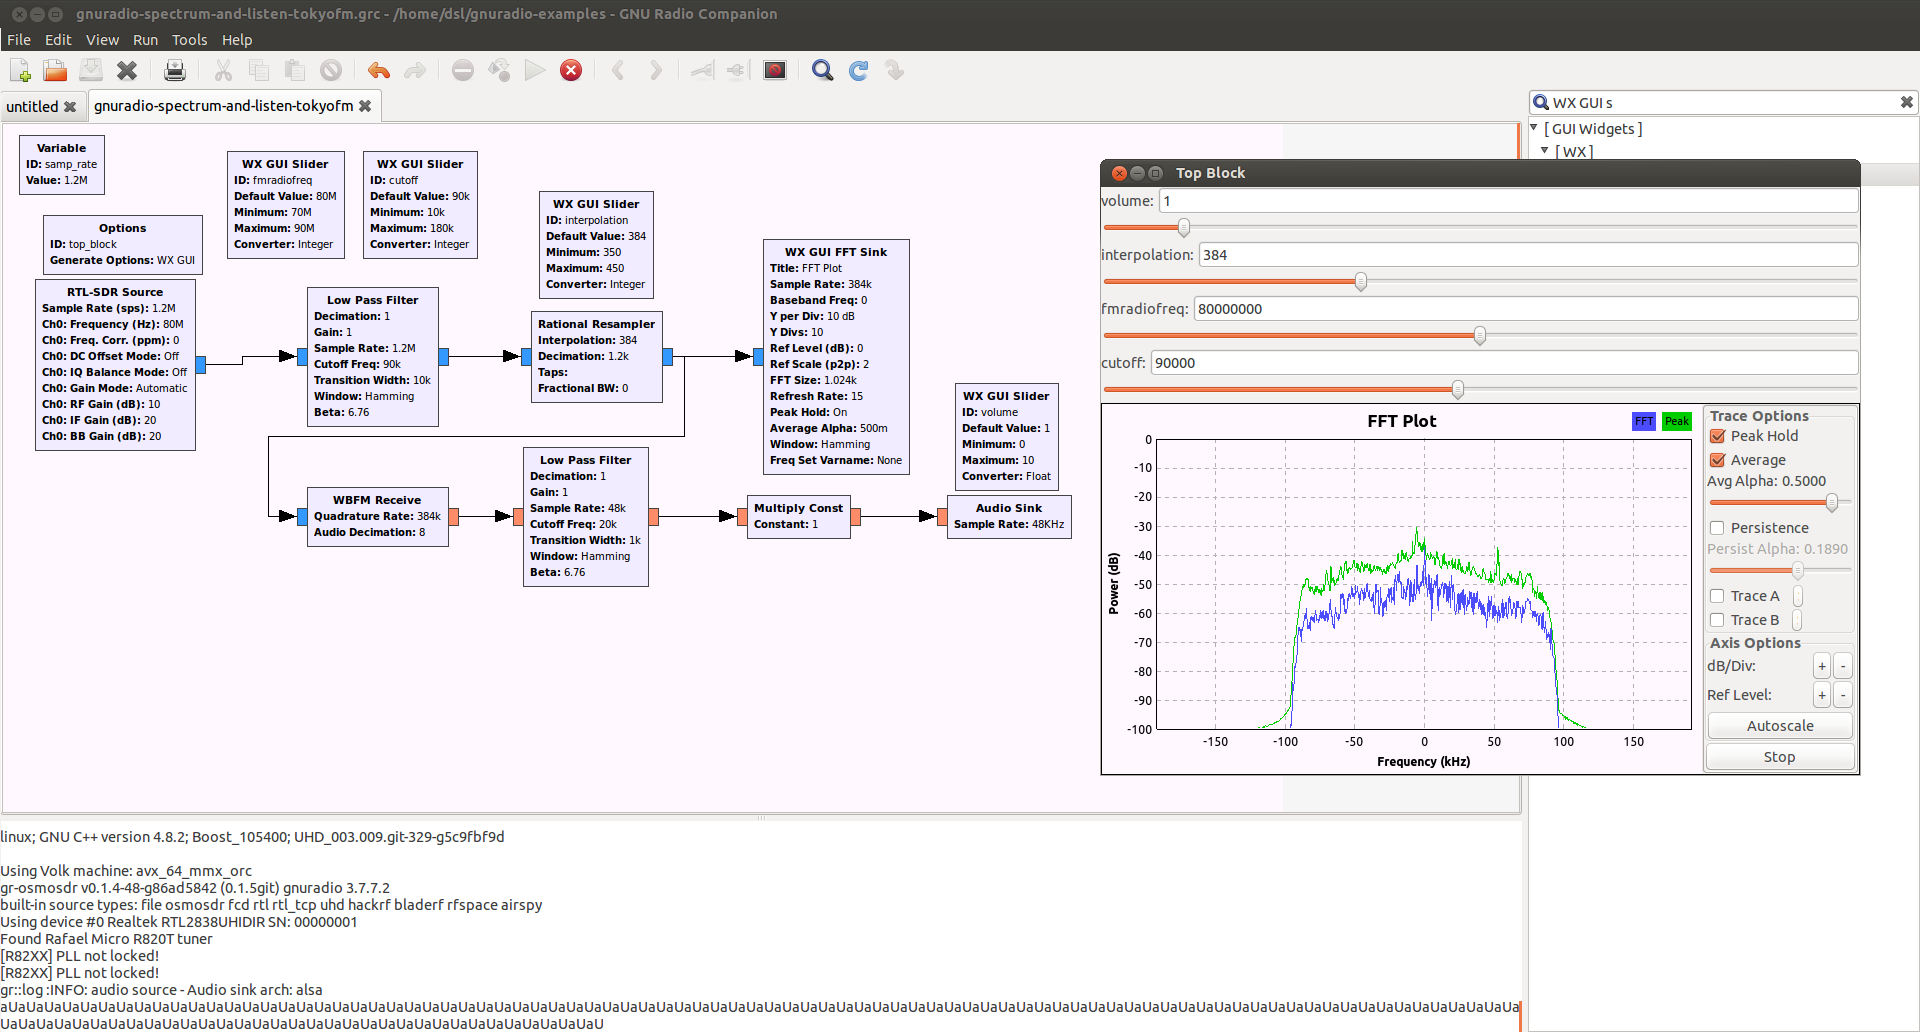 gnuradio-spectrum-and-listen-tokyofm.grc - /home/dsl/gnuradio-examples - GNU Radio Companion
File Edit View Run Tools Help
untitled gnuradio-spectrum-and-listen-tokyofm
Variable
ID: samp_rate
Value: 1.2M
Options
ID: top_block
Generate Options: WX GUI
RTL-SDR Source
Sample Rate (sps): 1.2M
Ch0: Frequency (Hz): 80M
Ch0: Freq. Corr. (ppm): 0
Ch0: DC Offset Mode: Off
Ch0: IQ Balance Mode: Off
Ch0: Gain Mode: Automatic
Ch0: RF Gain (dB): 10
Ch0: IF Gain (dB): 20
Ch0: BB Gain (dB): 20
WX GUI Slider
ID: fmradiofreq
Default Value: 80M
Minimum: 70M
Maximum: 90M
Converter: Integer
WX GUI Slider
ID: cutoff
Default Value: 90k
Minimum: 10k
Maximum: 180k
Converter: Integer
WX GUI Slider
ID: interpolation
Default Value: 384
Minimum: 350
Maximum: 450
Converter: Integer
Low Pass Filter
Decimation: 1
Gain: 1
Sample Rate: 1.2M
Cutoff Freq: 90k
Transition Width: 10k
Window: Hamming
Beta: 6.76
Rational Resampler
Interpolation: 384
Decimation: 1.2k
Taps:
Fractional BW: 0
WX GUI FFT Sink
Title: FFT Plot
Sample Rate: 384k
Baseband Freq: 0
Y per Div: 10 dB
Y Divs: 10
Ref Level (dB): 0
Ref Scale (p2p): 2
FFT Size: 1.024k
Refresh Rate: 15
Peak Hold: On
Average Alpha: 500m
Window: Hamming
Freq Set Varname: None
WX GUI Slider
ID: volume
Default Value: 1
Minimum: 0
Maximum: 10
Converter: Float
WBFM Receive
Quadrature Rate: 384k
Audio Decimation: 8
Low Pass Filter
Decimation: 1
Gain: 1
Sample Rate: 48k
Cutoff Freq: 20k
Transition Width: 1k
Window: Hamming
Beta: 6.76
Multiply Const
Constant: 1
Audio Sink
Sample Rate: 48KHz
WX GUI s
[ GUI Widgets ]
[ WX ]
Top Block
volume: 1
interpolation: 384
fmradiofreq: 80000000
cutoff: 90000
FFT Plot
FFT Peak
0
-10
-20
-30
-40
-50
-60
-70
-80
-90
-100
Power (dB)
-150 -100 -50 0 50 100 150
Frequency (kHz)
Trace Options
Peak Hold
Average
Avg Alpha: 0.5000
Persistence
Persist Alpha: 0.1890
Trace A
Trace B
Axis Options
dB/Div: + -
Ref Level: + -
Autoscale
Stop
linux; GNU C++ version 4.8.2; Boost_105400; UHD_003.009.git-329-g5c9fbf9d
Using Volk machine: avx_64_mmx_orc
gr-osmosdr v0.1.4-48-g86ad5842 (0.1.5git) gnuradio 3.7.7.2
built-in source types: file osmosdr fcd rtl rtl_tcp uhd hackrf bladerf rfspace airspy
Using device #0 Realtek RTL2838UHIDIR SN: 00000001
Found Rafael Micro R820T tuner
[R82XX] PLL not locked!
[R82XX] PLL not locked!
gr::log :INFO: audio source - Audio sink arch: alsa